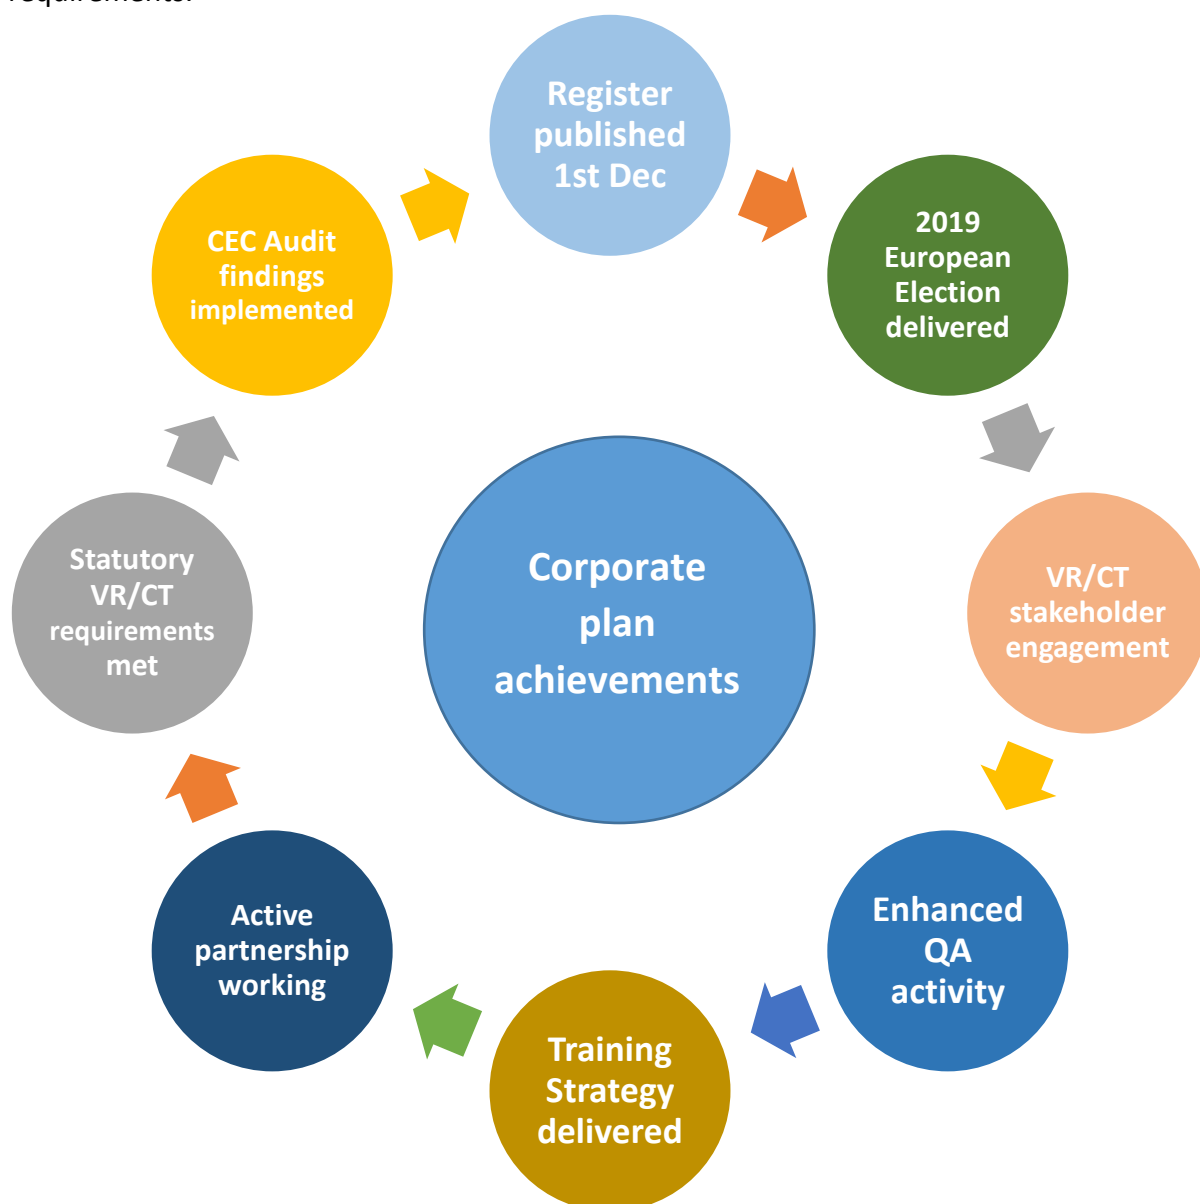 requirements.
Register
published
1st Dec
2019
European
Election
delivered
VR/CT
stakeholder
engagement
Enhanced
QA
activity
Training
Strategy
delivered
Active
partnership
working
Statutory
VR/CT
requirements
met
CEC Audit
findings
implemented
Corporate
plan
achievements